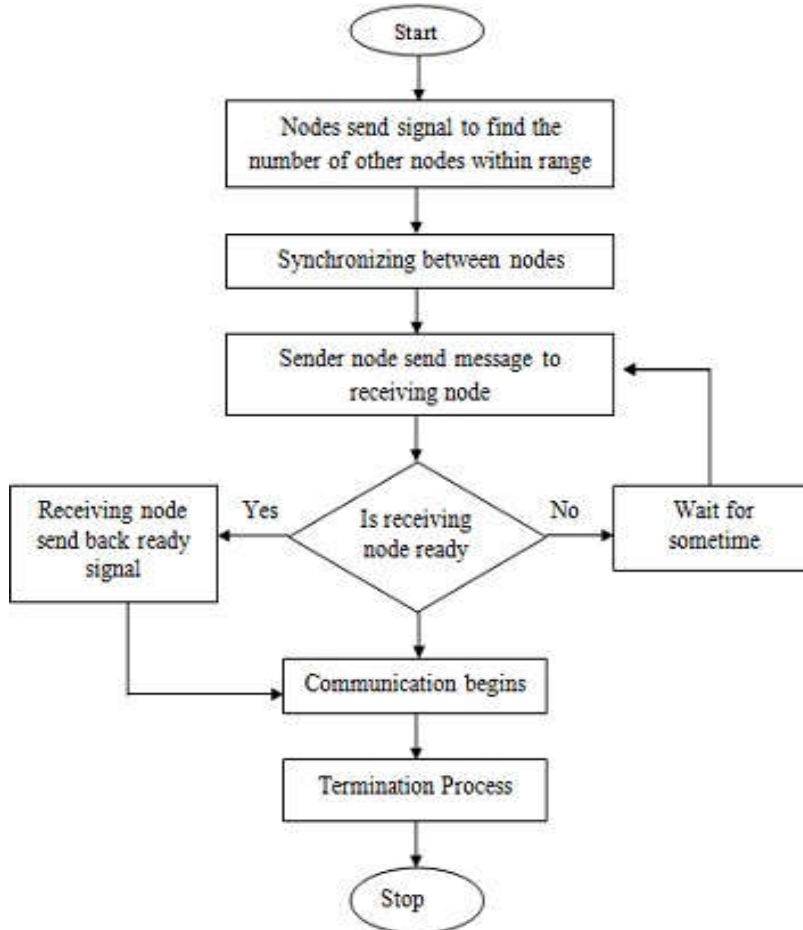 Start
Nodes send signal to find the
number of other nodes within range
Synchronizing between nodes
Sender node send message to
receiving node
Is receiving
node ready
Yes
No
Receiving node
send back ready
signal
Wait for
sometime
Communication begins
Termination Process
Stop